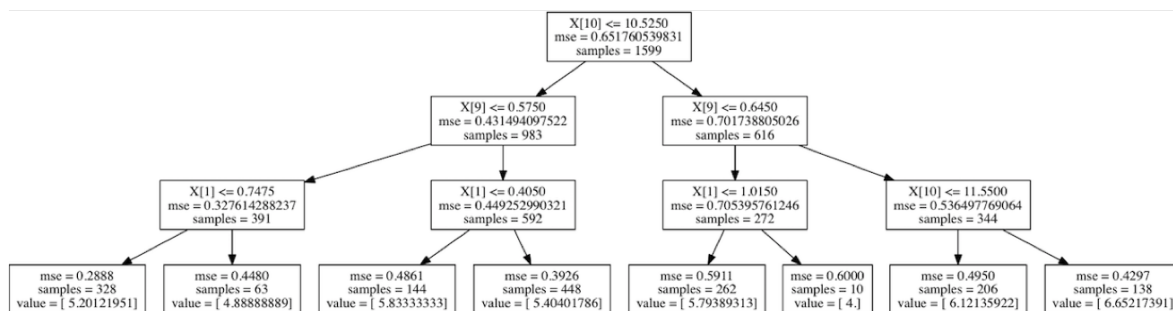 X[10] <= 10.5250
mse = 0.651760539831
samples = 1599
X[9] <= 0.5750
mse = 0.431494097522
samples = 983
X[9] <= 0.6450
mse = 0.701738805026
samples = 616
X[1] <= 0.7475
mse = 0.327614288237
samples = 391
X[1] <= 0.4050
mse = 0.449252990321
samples = 592
X[1] <= 1.0150
mse = 0.705395761246
samples = 272
X[10] <= 11.5500
mse = 0.536497769064
samples = 344
mse = 0.2888
samples = 328
value = [ 5.20121951]
mse = 0.4480
samples = 63
value = [ 4.88888889]
mse = 0.4861
samples = 144
value = [ 5.83333333]
mse = 0.3926
samples = 448
value = [ 5.40401786]
mse = 0.5911
samples = 262
value = [ 5.79389313]
mse = 0.6000
samples = 10
value = [ 4.]
mse = 0.4950
samples = 206
value = [ 6.12135922]
mse = 0.4297
samples = 138
value = [ 6.65217391]